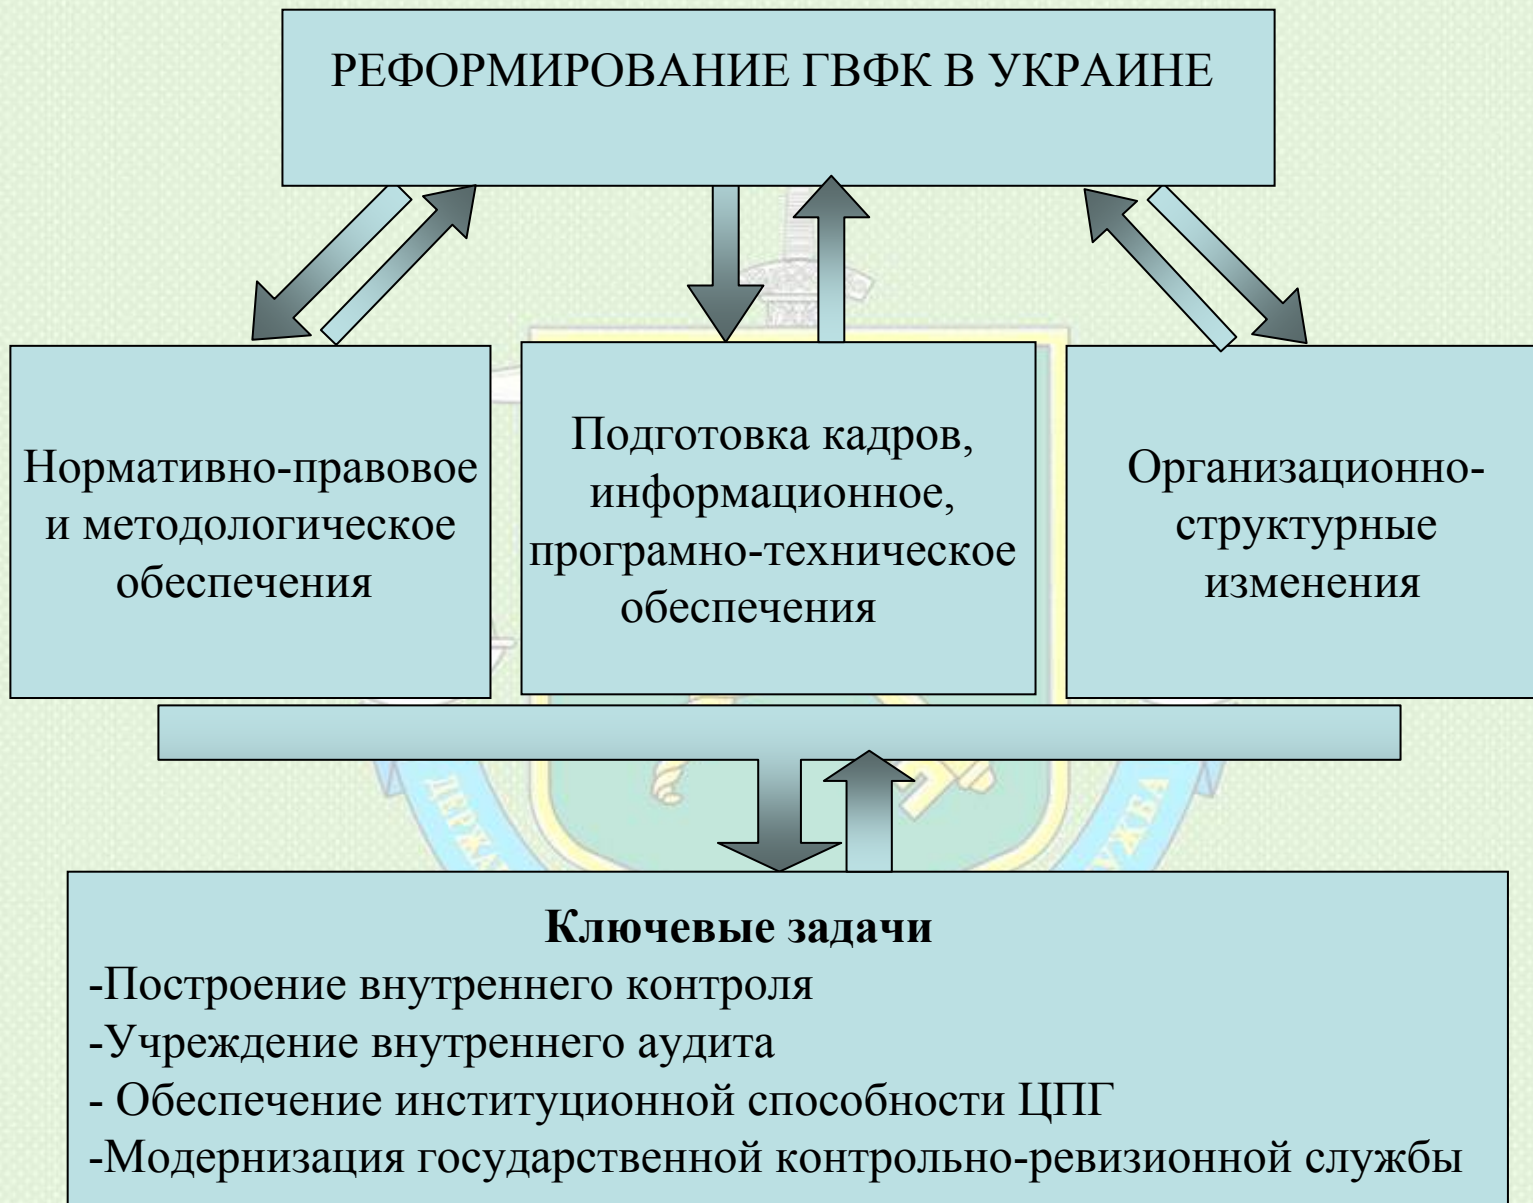 РЕФОРМИРОВАНИЕ ГВФК В УКРАИНЕ
Нормативно-правовое
и методологическое
обеспечения
Подготовка кадров,
информационное,
програмно-техническое
обеспечения
Организационно-
структурные
изменения
Ключевые задачи
-Построение внутреннего контроля
-Учреждение внутреннего аудита
- Обеспечение институционной способности ЦПГ
-Модернизация государственной контрольно-ревизионной службы